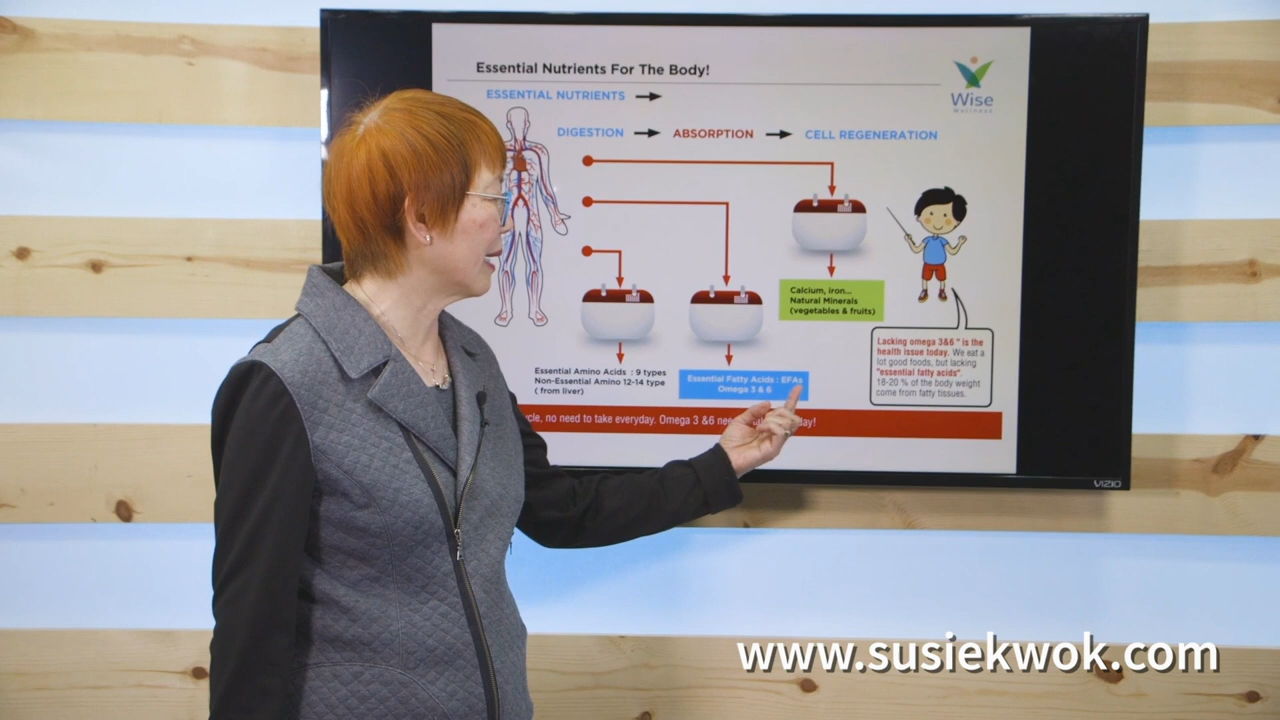 Essential Nutrients For The Body!
Wise
Wellness
ESSENTIAL NUTRIENTS
DIGESTION ABSORPTION CELL REGENERATION
Calcium, iron...
Natural Minerals
(vegetables & fruits)
Lacking omega 3&6" is the
health issue today. We eat a
lot good foods, but lacking
"essential fatty acids".
18-20 % of the body weight
come from fatty tissues.
Essential Amino Acids : 9 types
Non-Essential Amino 12-14 type
( from liver)
Essential Fatty Acids : EFAs
Omega 3 & 6
no need to take everyday. Omega 3 &6
VIZIO
www.susiekwok.com